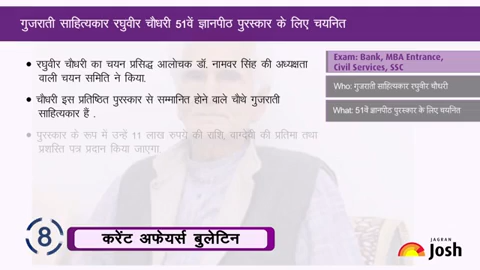 गुजराती साहित्यकार रघुवीर चौधरी 51वें ज्ञानपीठ पुरस्कार के लिए चयनित
रघुवीर चौधरी का चयन प्रसिद्ध आलोचक डॉ. नामवर सिंह की अध्यक्षता
वाली चयन समिति ने किया.
चौधरी इस प्रतिष्ठित पुरस्कार से सम्मानित होने वाले चौथे गुजराती
साहित्यकार हैं .
पुरस्कार के रूप में उन्हें 11 लाख रुपये की राशि, वाग्देवी की प्रतिमा तथा
प्रशस्ति पत्र प्रदान किया जाएगा.
Exam: Bank, MBA Entrance,
Civil Services, SSC
Who: गुजराती साहित्यकार रघुवीर चौधरी
What: 51वें ज्ञानपीठ पुरस्कार के लिए चयनित
8
करेंट अफेयर्स बुलेटिन
JAGRAN
Josh